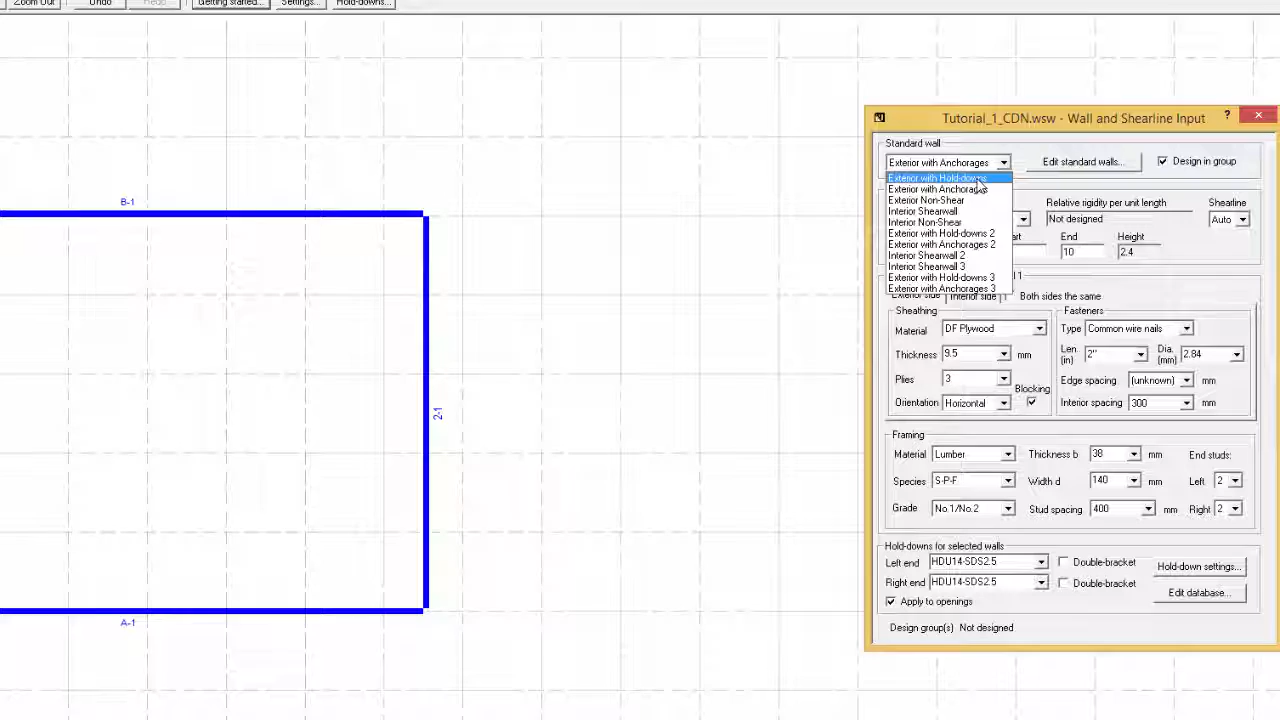 Zoom Out Undo Redo Getting started... Settings... Hold-downs...
Tutorial_1_CDN.wsw - Wall and Shearline Input ?
Standard wall
Exterior with Anchorages Edit standard walls... Design in group
Exterior with Hold-downs
Exterior with Anchorages
Exterior Non-Shear
Interior Shearwall
Interior Non-Shear
Exterior with Hold-downs 2
Exterior with Anchorages 2
Interior Shearwall 2
Interior Shearwall 3
Exterior with Hold-downs 3
Exterior with Anchorages 3
Relative rigidity per unit length Shearline
Not designed Auto
End Height
10 2.4
Both sides the same
Sheathing Fasteners
Material DF Plywood Type Common wire nails
Thickness 9.5 mm Len (in) 2" Dia. (mm) 2.84
Plies 3 Blocking Edge spacing (unknown) mm
Orientation Horizontal Interior spacing 300 mm
Framing
Material Lumber Thickness b 38 mm End studs:
Species S-P-F Width d 140 mm Left 2
Grade No.1/No.2 Stud spacing 400 mm Right 2
Hold-downs for selected walls
Left end HDU14-SDS2.5 Double-bracket Hold-down settings...
Right end HDU14-SDS2.5 Double-bracket Edit database...
Apply to openings
Design group(s) Not designed
B-1
2-1
A-1